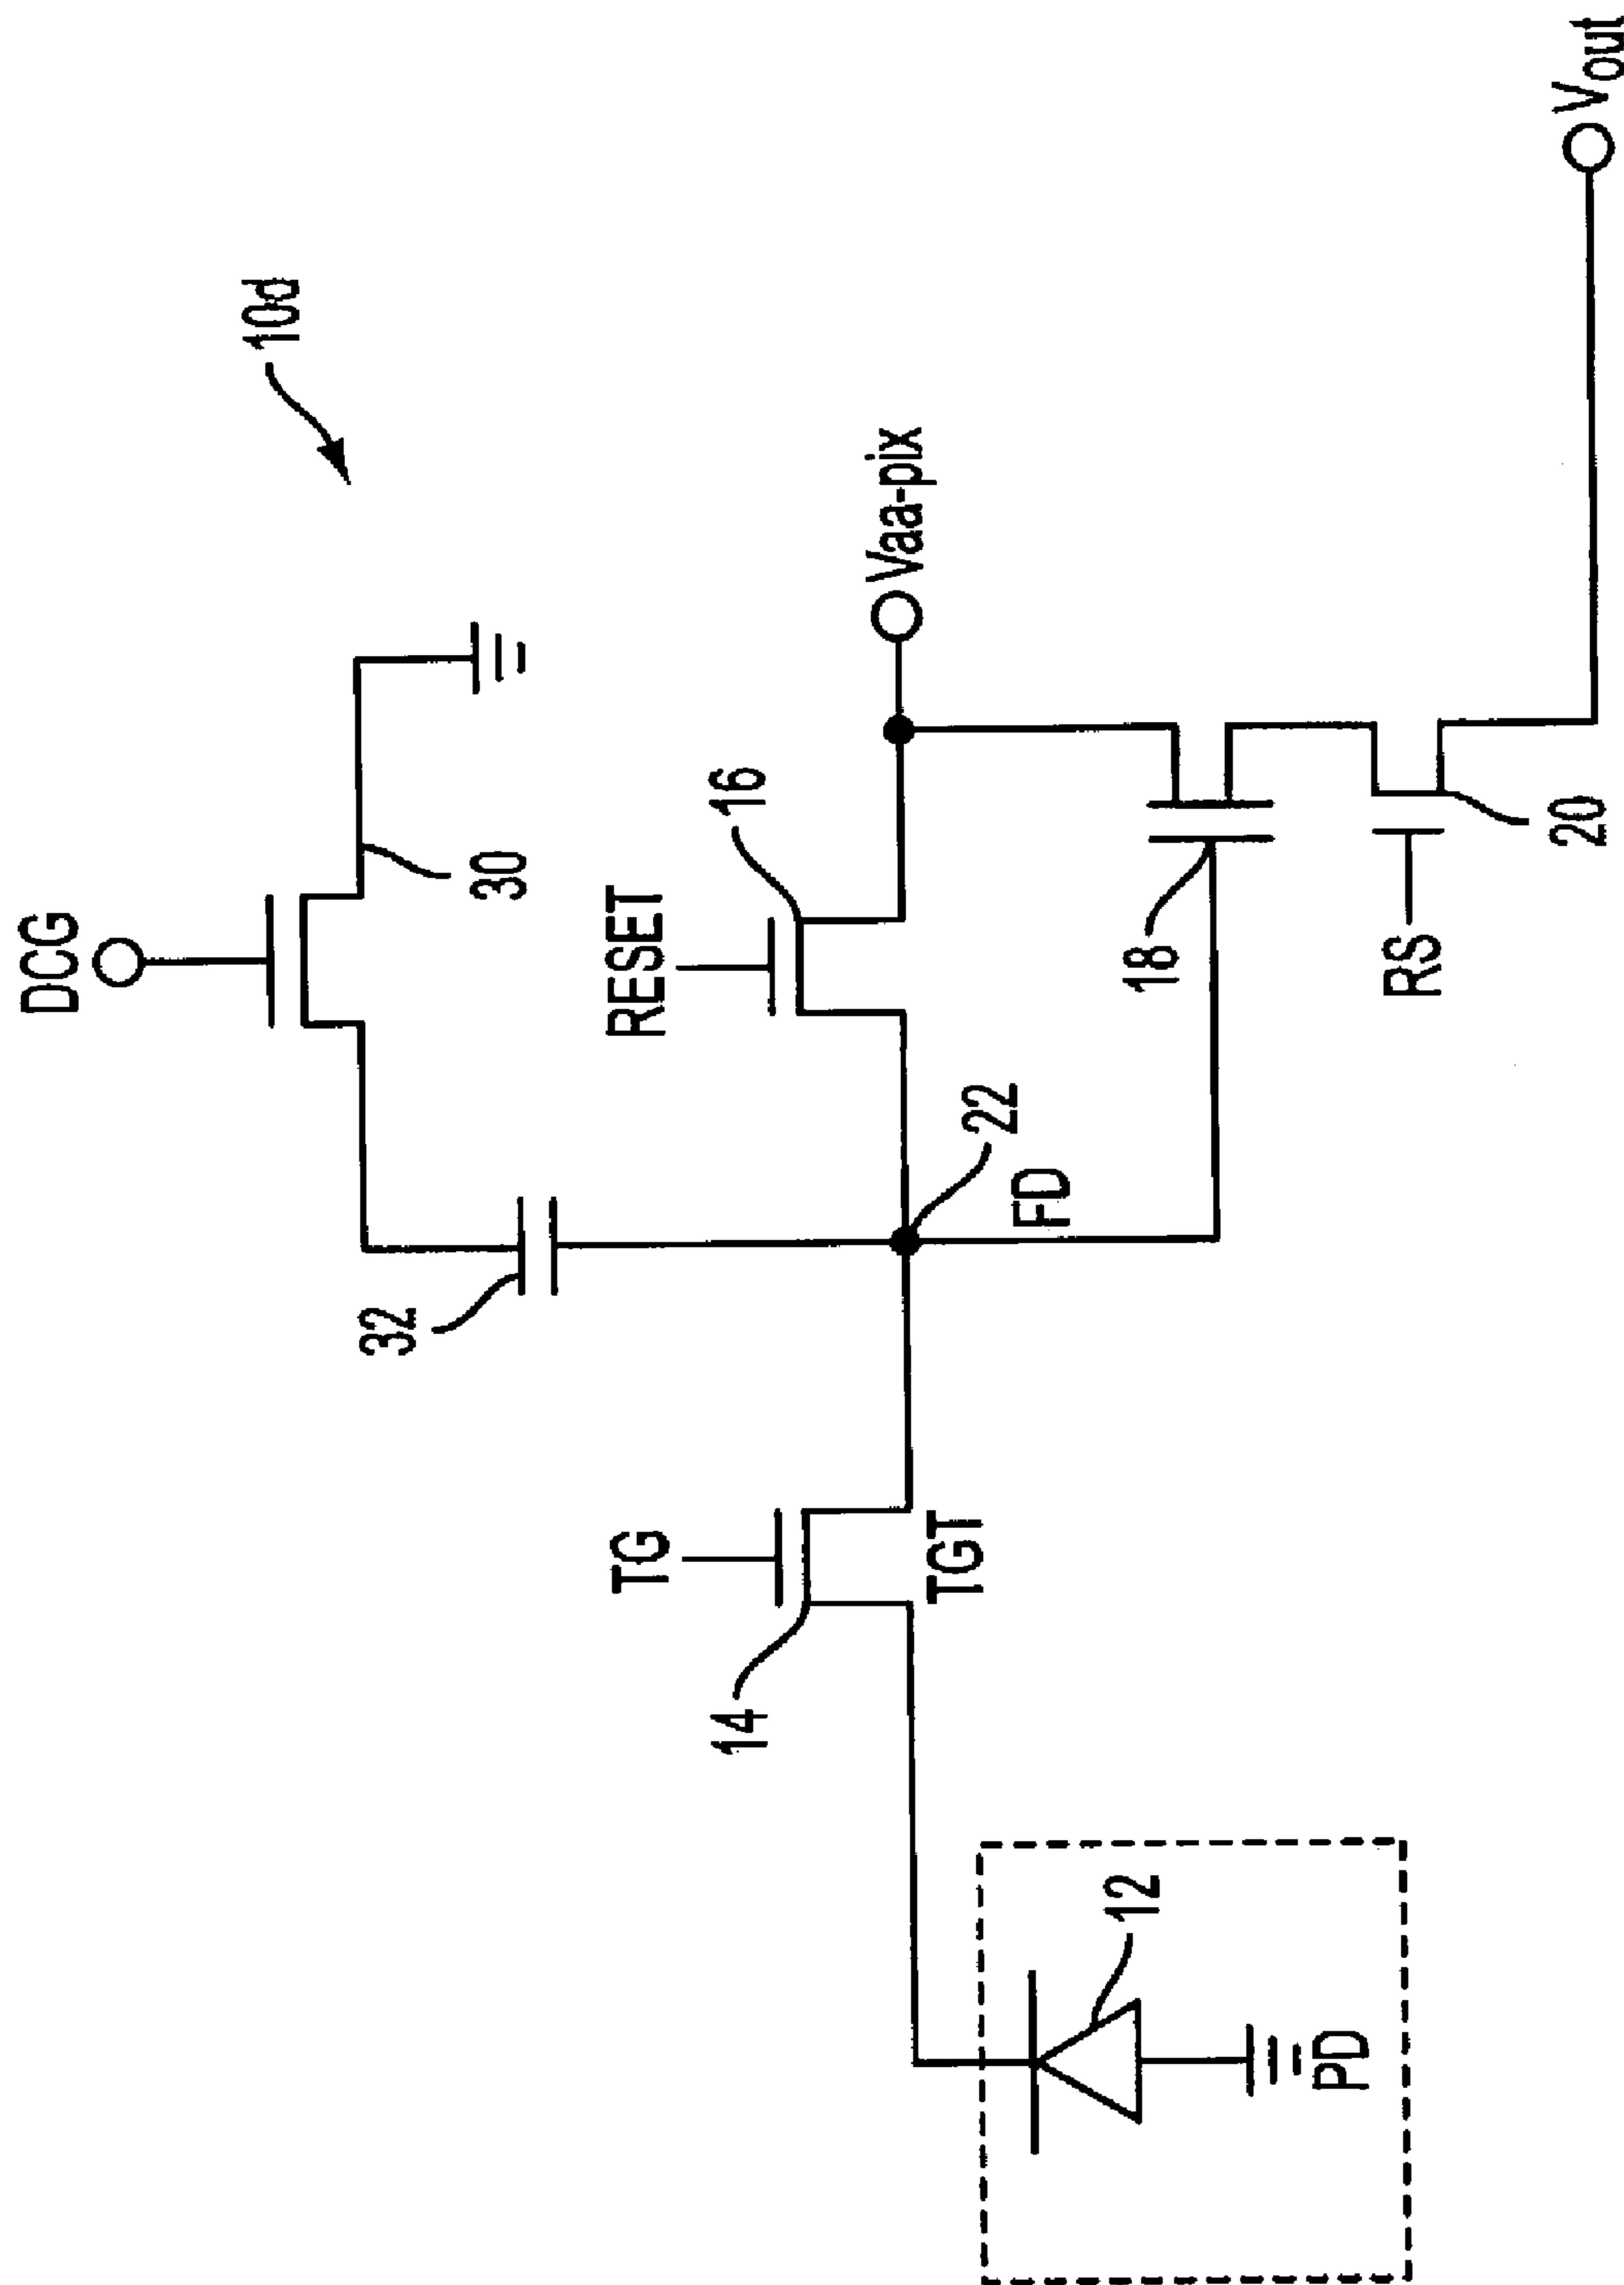 DCG
10d
30
32
RESET
16
Vaa-pix
TG
14
TGT
22
FD
18
RS
20
Vout
12
PD